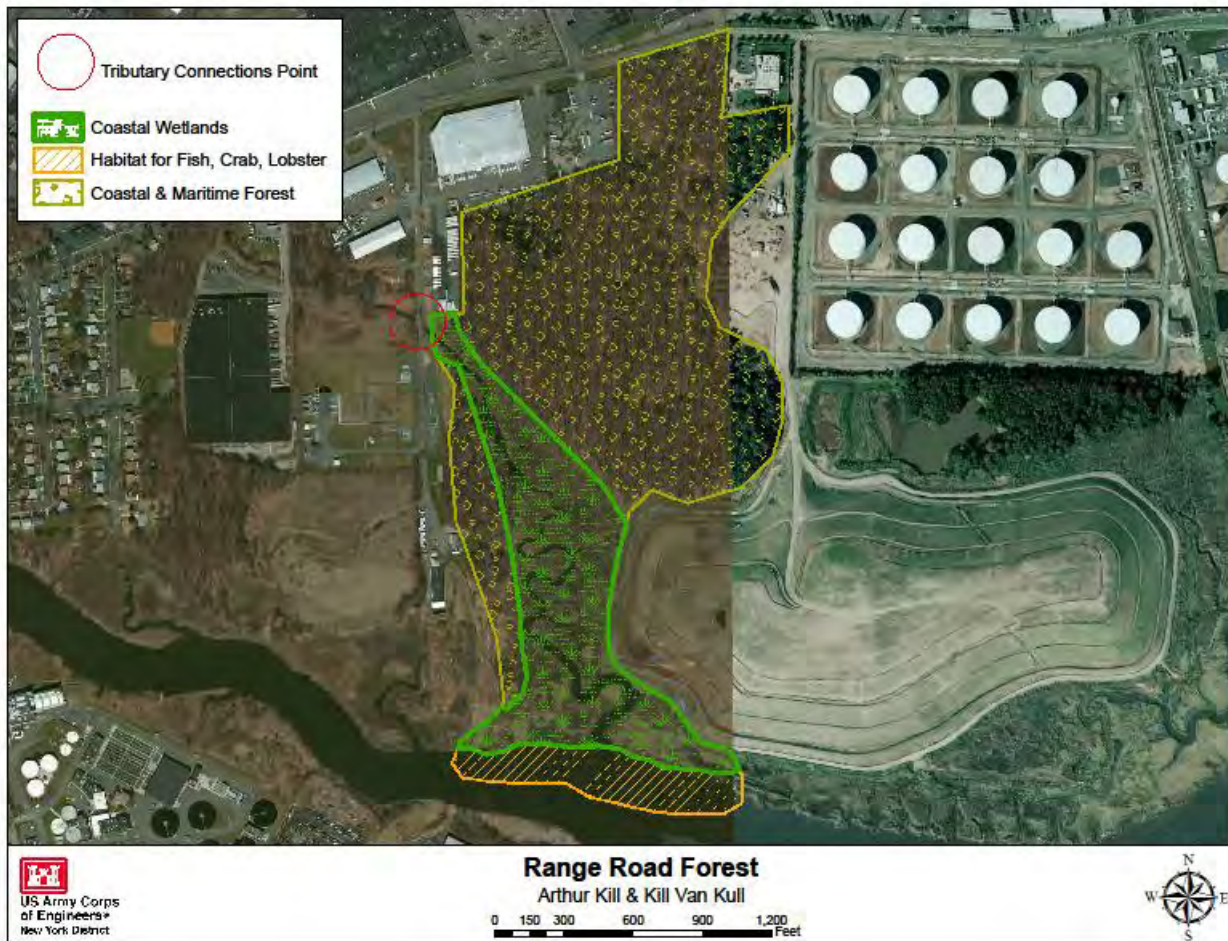 Tributary Connections Point
Coastal Wetlands
Habitat for Fish, Crab, Lobster
Coastal & Maritime Forest
US Army Corps
of Engineers®
New York District
Range Road Forest
Arthur Kill & Kill Van Kull
0 150 300 600 900 1,200
Feet
N
W E
S